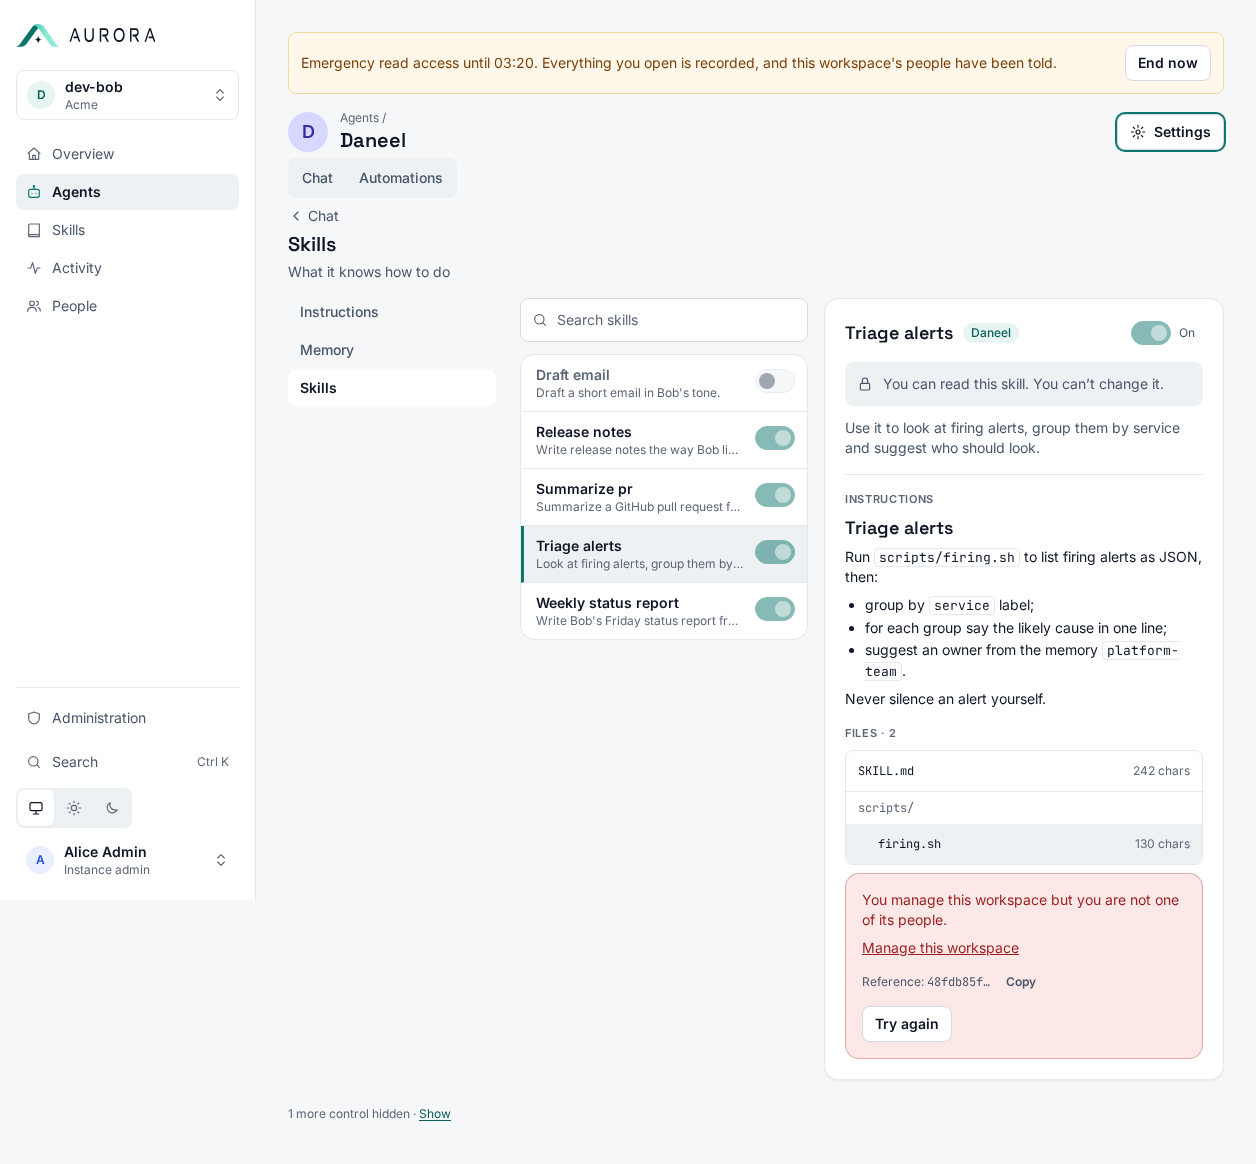 AURORA
D
dev-bob
Acme
Overview
Agents
Skills
Activity
People
Administration
Search
Ctrl K
A
Alice Admin
Instance admin
Emergency read access until 03:20. Everything you open is recorded, and this workspace's people have been told.
End now
D
Agents /
Daneel
Settings
Chat
Automations
Chat
Skills
What it knows how to do
Instructions
Memory
Skills
Search skills
Draft email
Draft a short email in Bob's tone.
Release notes
Write release notes the way Bob li…
Summarize pr
Summarize a GitHub pull request f…
Triage alerts
Look at firing alerts, group them by…
Weekly status report
Write Bob's Friday status report fr…
Triage alerts
Daneel
On
You can read this skill. You can’t change it.
Use it to look at firing alerts, group them by service
and suggest who should look.
INSTRUCTIONS
Triage alerts
Run scripts/firing.sh to list firing alerts as JSON,
then:
• group by service label;
• for each group say the likely cause in one line;
• suggest an owner from the memory platform-
team.
Never silence an alert yourself.
FILES · 2
SKILL.md
242 chars
scripts/
firing.sh
130 chars
You manage this workspace but you are not one
of its people.
Manage this workspace
Reference: 48fdb85f…
Copy
Try again
1 more control hidden · Show